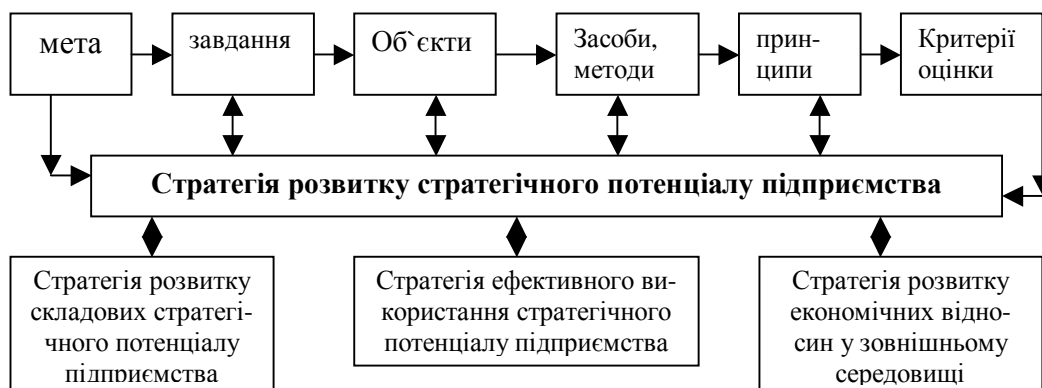 мета
завдання
Об`єкти
Засоби,
методи
прин-
ципи
Критерії
оцінки
Стратегія розвитку стратегічного потенціалу підприємства
Стратегія розвитку
складових стратегі-
чного потенціалу
підприємства
Стратегія ефективного ви-
користання стратегічного
потенціалу підприємства
Стратегія розвитку
економічних відно-
син у зовнішньому
середовищі